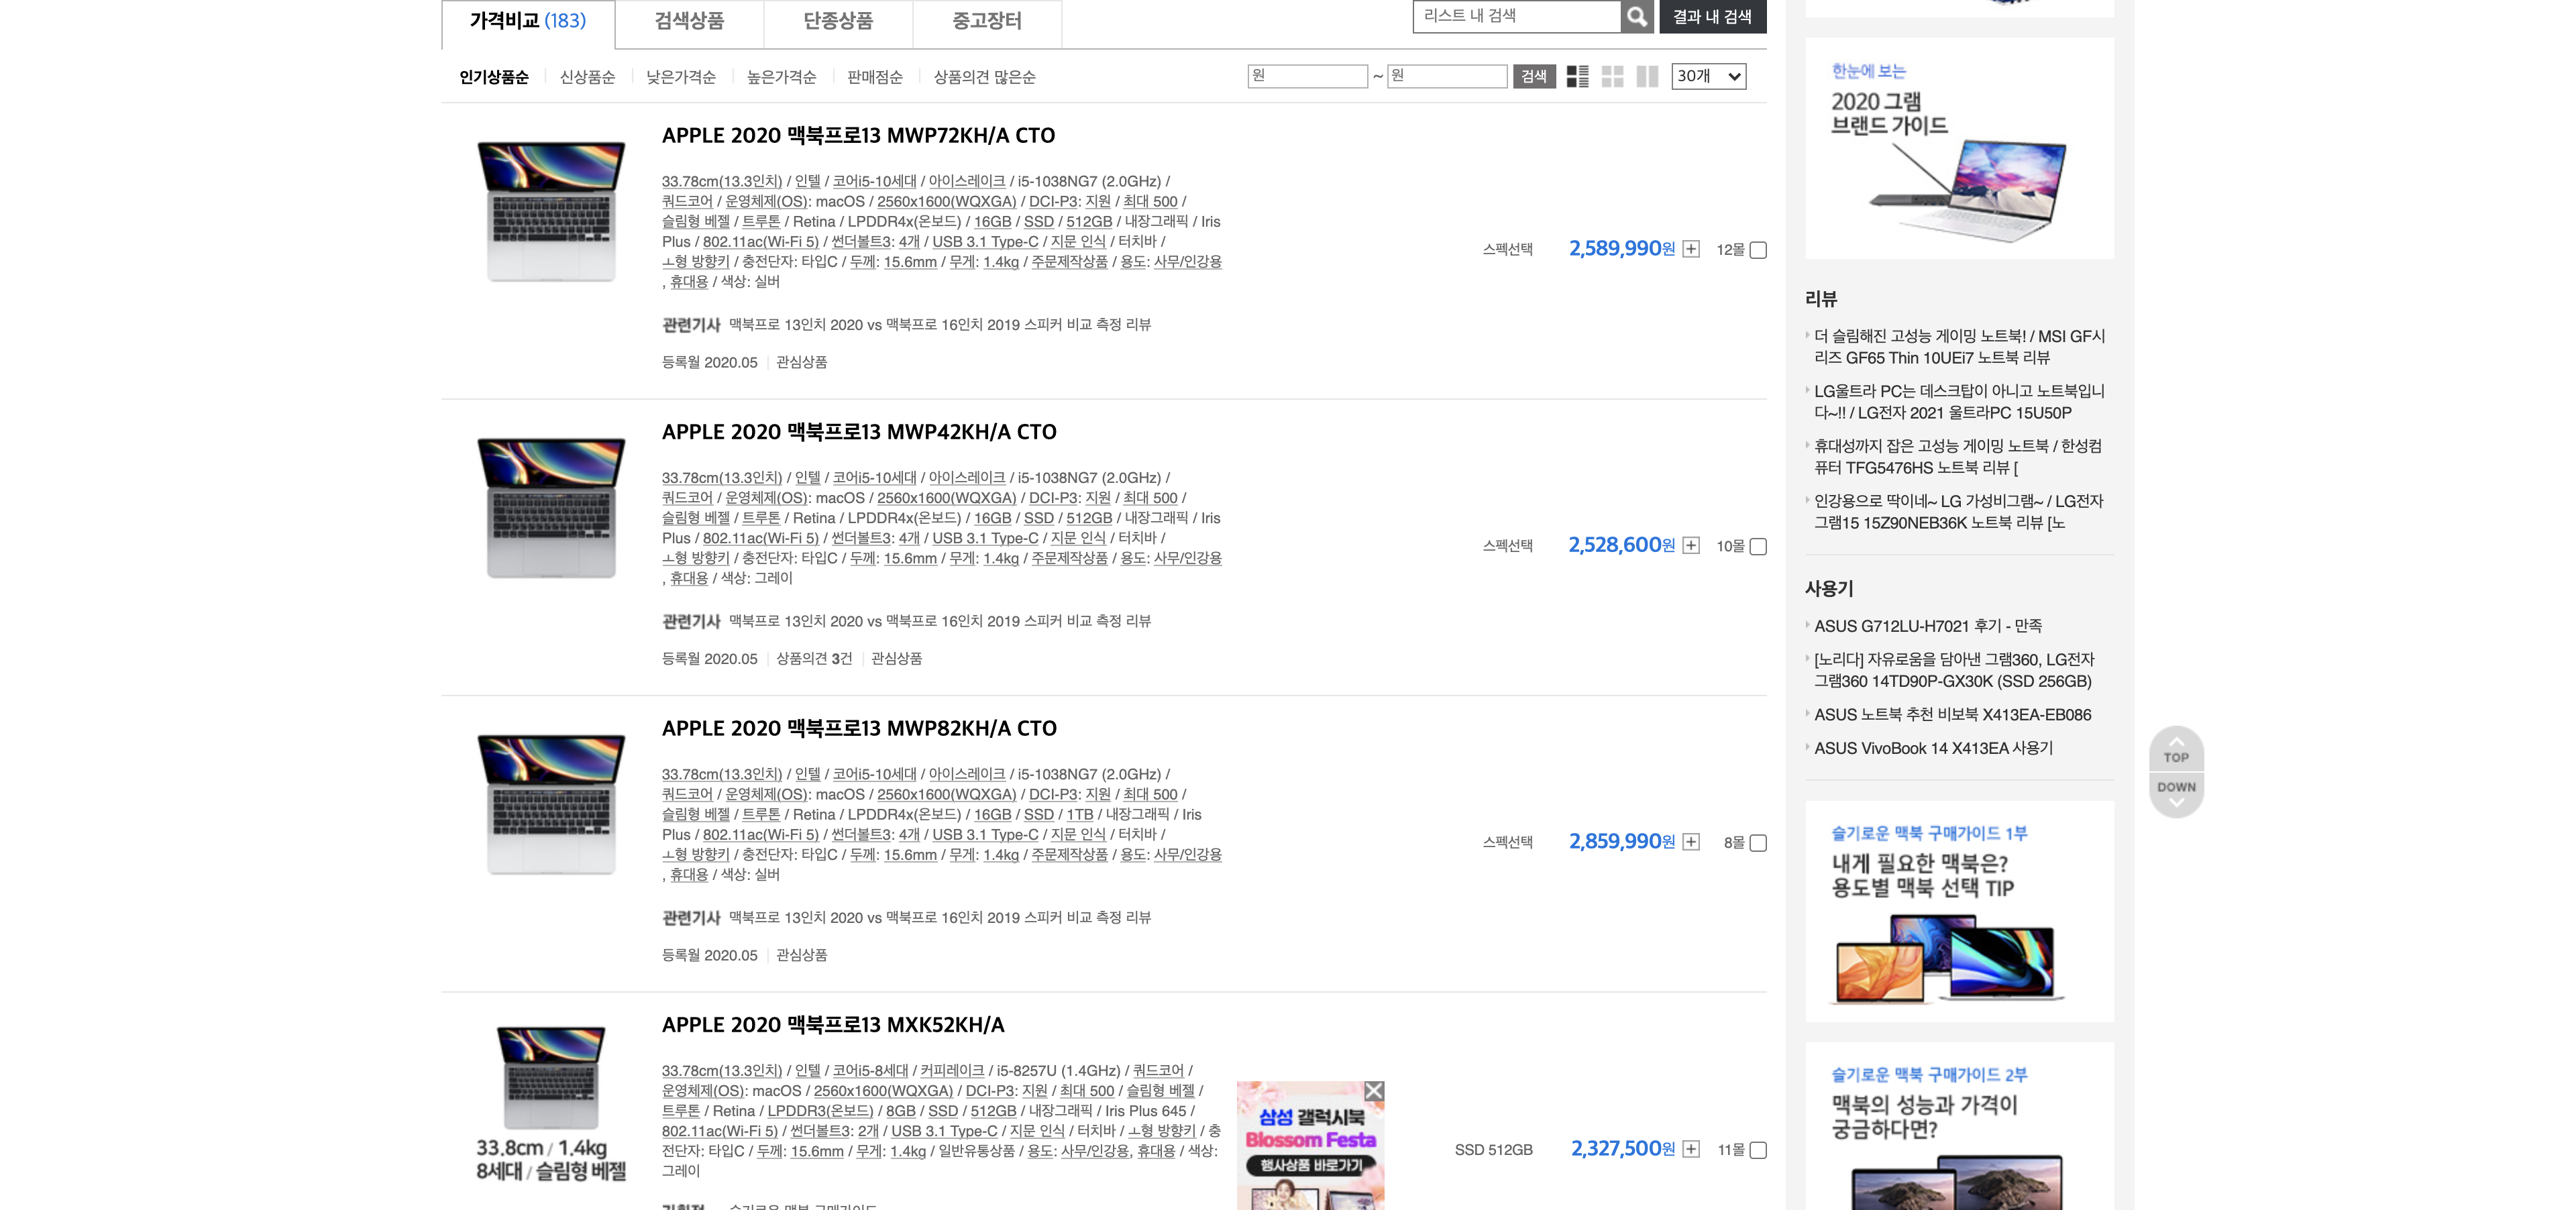 가격비교 (183)
검색상품
단종상품
중고장터
리스트 내 검색
결과 내 검색
인기상품순
신상품순
낮은가격순
높은가격순
판매점순
상품의견 많은순
원 ~ 원 검색
30개
APPLE 2020 맥북프로13 MWP72KH/A CTO
33.78cm(13.3인치) / 인텔 / 코어i5-10세대 / 아이스레이크 / i5-1038NG7 (2.0GHz) /
쿼드코어 / 운영체제(OS): macOS / 2560x1600(WQXGA) / DCI-P3: 지원 / 최대 500 /
슬림형 베젤 / 트루톤 / Retina / LPDDR4x(온보드) / 16GB / SSD / 512GB / 내장그래픽 / Iris
Plus / 802.11ac(Wi-Fi 5) / 썬더볼트3: 4개 / USB 3.1 Type-C / 지문 인식 / 터치바 /
ㅗ형 방향키 / 충전단자: 타입C / 두께: 15.6mm / 무게: 1.4kg / 주문제작상품 / 용도: 사무/인강용
, 휴대용 / 색상: 실버
스펙선택 2,589,990원 12몰
관련기사 맥북프로 13인치 2020 vs 맥북프로 16인치 2019 스피커 비교 측정 리뷰
등록월 2020.05 관심상품
APPLE 2020 맥북프로13 MWP42KH/A CTO
33.78cm(13.3인치) / 인텔 / 코어i5-10세대 / 아이스레이크 / i5-1038NG7 (2.0GHz) /
쿼드코어 / 운영체제(OS): macOS / 2560x1600(WQXGA) / DCI-P3: 지원 / 최대 500 /
슬림형 베젤 / 트루톤 / Retina / LPDDR4x(온보드) / 16GB / SSD / 512GB / 내장그래픽 / Iris
Plus / 802.11ac(Wi-Fi 5) / 썬더볼트3: 4개 / USB 3.1 Type-C / 지문 인식 / 터치바 /
ㅗ형 방향키 / 충전단자: 타입C / 두께: 15.6mm / 무게: 1.4kg / 주문제작상품 / 용도: 사무/인강용
, 휴대용 / 색상: 그레이
스펙선택 2,528,600원 10몰
관련기사 맥북프로 13인치 2020 vs 맥북프로 16인치 2019 스피커 비교 측정 리뷰
등록월 2020.05 상품의견 3건 관심상품
APPLE 2020 맥북프로13 MWP82KH/A CTO
33.78cm(13.3인치) / 인텔 / 코어i5-10세대 / 아이스레이크 / i5-1038NG7 (2.0GHz) /
쿼드코어 / 운영체제(OS): macOS / 2560x1600(WQXGA) / DCI-P3: 지원 / 최대 500 /
슬림형 베젤 / 트루톤 / Retina / LPDDR4x(온보드) / 16GB / SSD / 1TB / 내장그래픽 / Iris
Plus / 802.11ac(Wi-Fi 5) / 썬더볼트3: 4개 / USB 3.1 Type-C / 지문 인식 / 터치바 /
ㅗ형 방향키 / 충전단자: 타입C / 두께: 15.6mm / 무게: 1.4kg / 주문제작상품 / 용도: 사무/인강용
, 휴대용 / 색상: 실버
스펙선택 2,859,990원 8몰
관련기사 맥북프로 13인치 2020 vs 맥북프로 16인치 2019 스피커 비교 측정 리뷰
등록월 2020.05 관심상품
APPLE 2020 맥북프로13 MXK52KH/A
33.78cm(13.3인치) / 인텔 / 코어i5-8세대 / 커피레이크 / i5-8257U (1.4GHz) / 쿼드코어 /
운영체제(OS): macOS / 2560x1600(WQXGA) / DCI-P3: 지원 / 최대 500 / 슬림형 베젤 /
트루톤 / Retina / LPDDR3(온보드) / 8GB / SSD / 512GB / 내장그래픽 / Iris Plus 645 /
802.11ac(Wi-Fi 5) / 썬더볼트3: 2개 / USB 3.1 Type-C / 지문 인식 / 터치바 / ㅗ형 방향키 / 충
전단자: 타입C / 두께: 15.6mm / 무게: 1.4kg / 일반유통상품 / 용도: 사무/인강용, 휴대용 / 색상:
그레이
33.8cm / 1.4kg
8세대 / 슬림형 베젤
SSD 512GB 2,327,500원 11몰
삼성 갤럭시북
Blossom Festa
행사상품 바로가기
한눈에 보는
2020 그램
브랜드 가이드
리뷰
더 슬림해진 고성능 게이밍 노트북! / MSI GF시
리즈 GF65 Thin 10UEi7 노트북 리뷰
LG울트라 PC는 데스크탑이 아니고 노트북입니
다~!! / LG전자 2021 울트라PC 15U50P
휴대성까지 잡은 고성능 게이밍 노트북 / 한성컴
퓨터 TFG5476HS 노트북 리뷰 [
인강용으로 딱이네~ LG 가성비그램~ / LG전자
그램15 15Z90NEB36K 노트북 리뷰 [노
사용기
ASUS G712LU-H7021 후기 - 만족
[노리다] 자유로움을 담아낸 그램360, LG전자
그램360 14TD90P-GX30K (SSD 256GB)
ASUS 노트북 추천 비보북 X413EA-EB086
ASUS VivoBook 14 X413EA 사용기
슬기로운 맥북 구매가이드 1부
내게 필요한 맥북은?
용도별 맥북 선택 TIP
슬기로운 맥북 구매가이드 2부
맥북의 성능과 가격이
궁금하다면?
TOP
DOWN